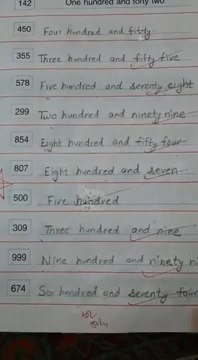 142 One hundred and forty two
450 Four hundred and fifty
355 Three hundred and fifty five
578 Five hundred and seventy eight
299 Two hundred and ninety nine
854 Eight hundred and fifty four
807 Eight hundred and seven
500 Five hundred
309 Three hundred and nine
999 Nine hundred and ninety ni
674 Six hundred and seventy four